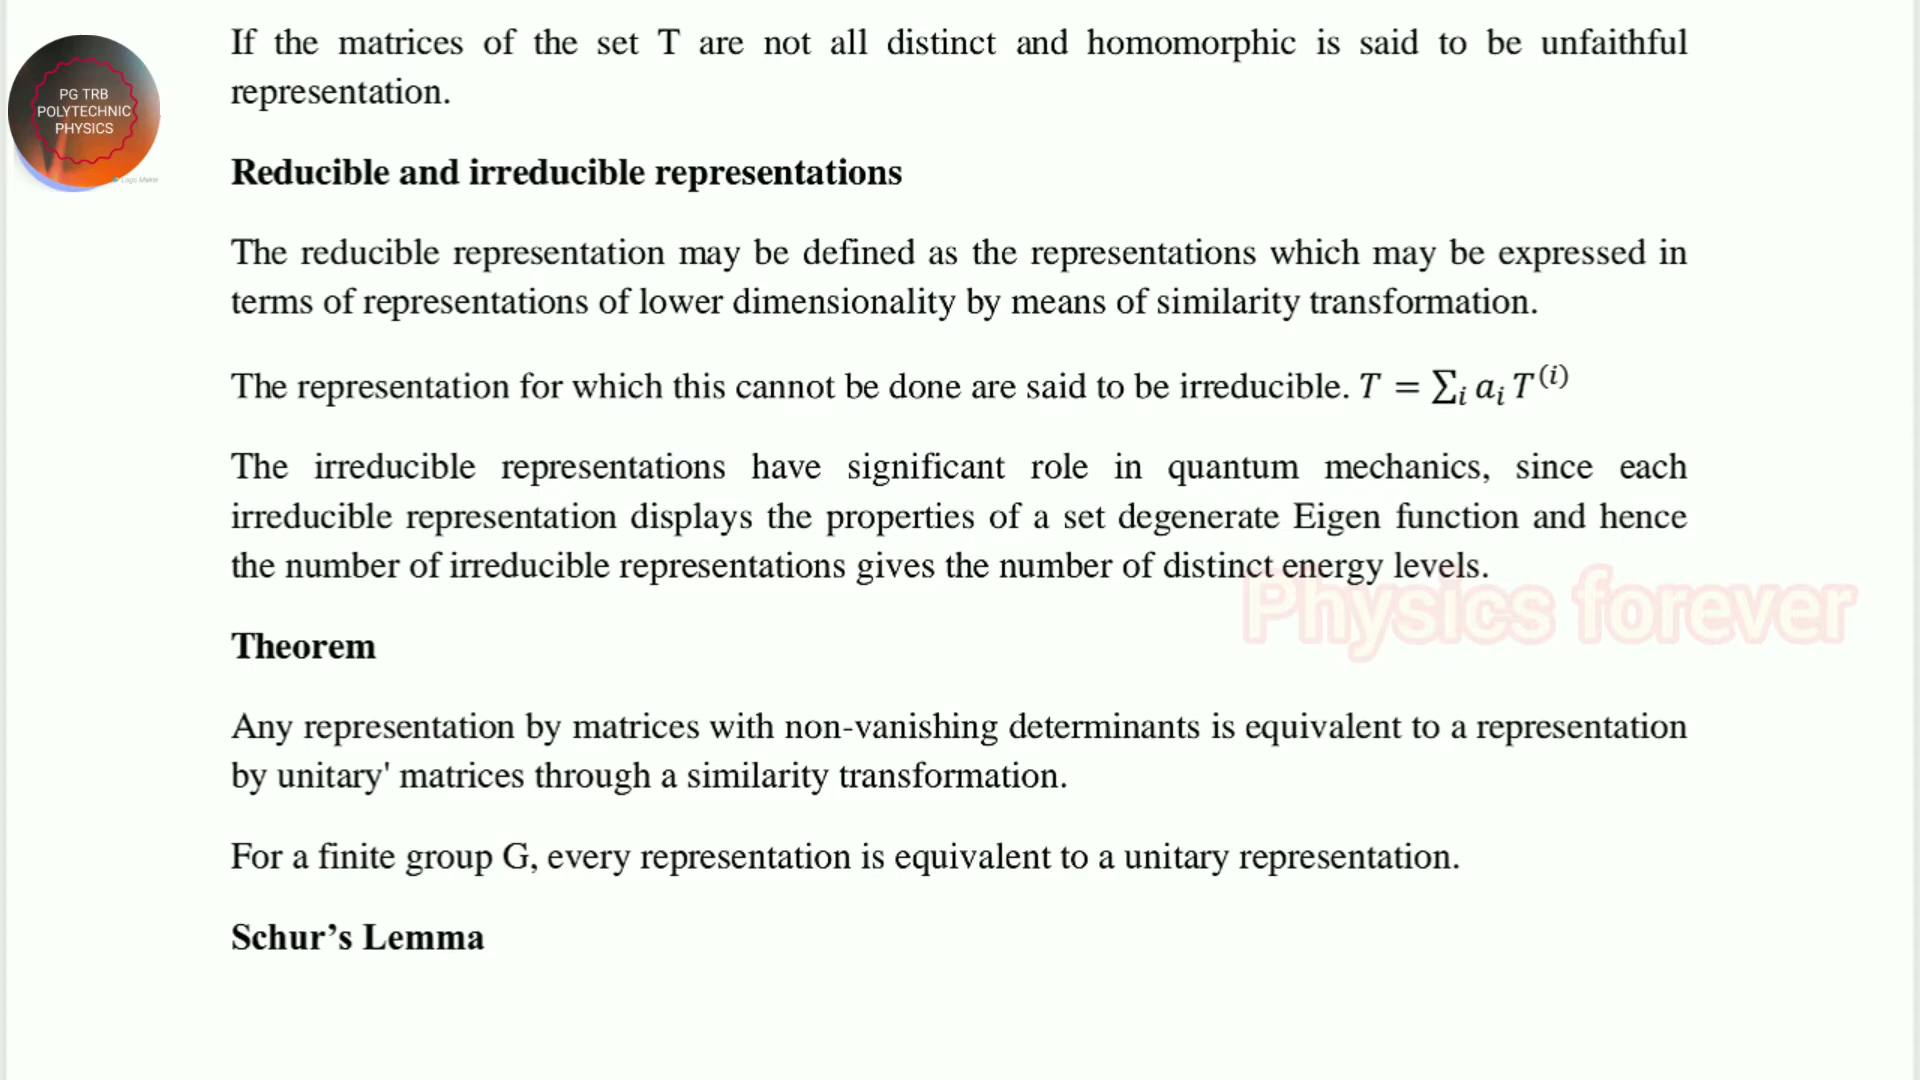 If the matrices of the set T are not all distinct and homomorphic is said to be unfaithful
representation.
PG TRB
POLYTECHNIC
PHYSICS
Logo Maker
Reducible and irreducible representations
The reducible representation may be defined as the representations which may be expressed in
terms of representations of lower dimensionality by means of similarity transformation.
The representation for which this cannot be done are said to be irreducible. T = ∑ᵢ aᵢ T⁽ⁱ⁾
The irreducible representations have significant role in quantum mechanics, since each
irreducible representation displays the properties of a set degenerate Eigen function and hence
the number of irreducible representations gives the number of distinct energy levels.
Physics forever
Theorem
Any representation by matrices with non-vanishing determinants is equivalent to a representation
by unitary' matrices through a similarity transformation.
For a finite group G, every representation is equivalent to a unitary representation.
Schur’s Lemma